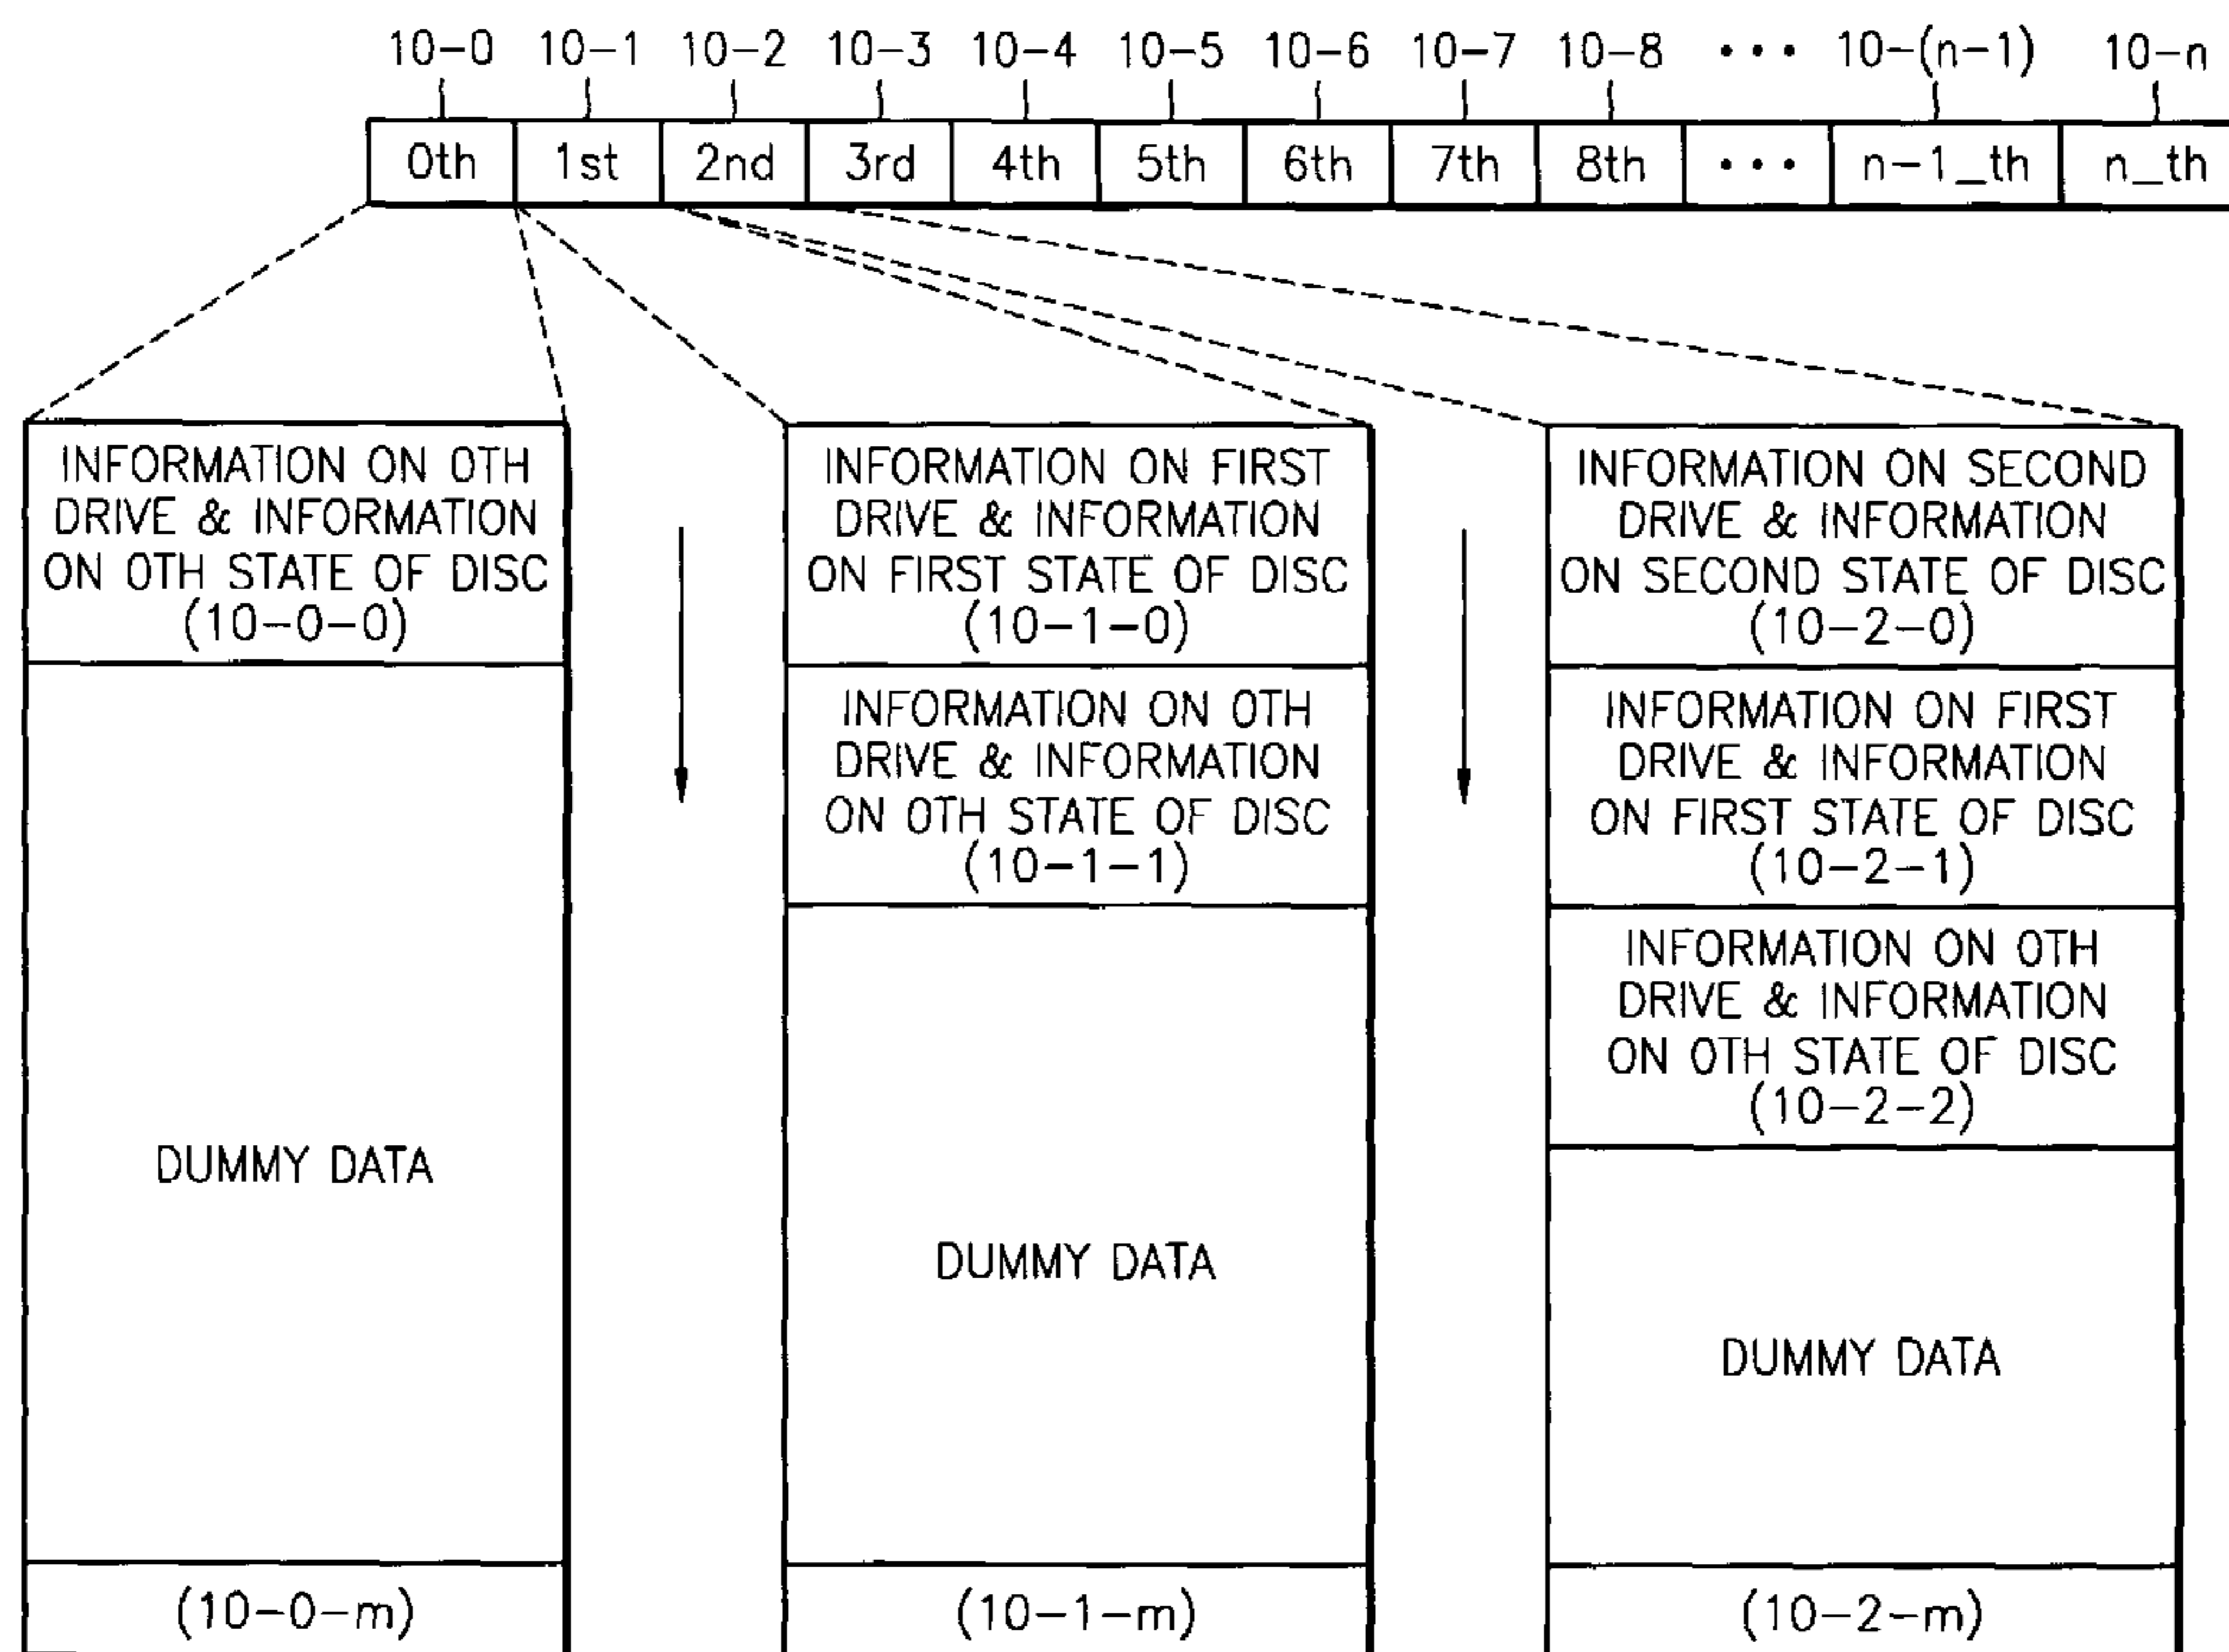 10-0 10-1 10-2 10-3 10-4 10-5 10-6 10-7 10-8 ••• 10-(n-1) 10-n
0th 1st 2nd 3rd 4th 5th 6th 7th 8th ••• n-1_th n_th
INFORMATION ON 0TH
DRIVE & INFORMATION
ON 0TH STATE OF DISC
(10-0-0)
DUMMY DATA
(10-0-m)
INFORMATION ON FIRST
DRIVE & INFORMATION
ON FIRST STATE OF DISC
(10-1-0)
INFORMATION ON 0TH
DRIVE & INFORMATION
ON 0TH STATE OF DISC
(10-1-1)
DUMMY DATA
(10-1-m)
INFORMATION ON SECOND
DRIVE & INFORMATION
ON SECOND STATE OF DISC
(10-2-0)
INFORMATION ON FIRST
DRIVE & INFORMATION
ON FIRST STATE OF DISC
(10-2-1)
INFORMATION ON 0TH
DRIVE & INFORMATION
ON 0TH STATE OF DISC
(10-2-2)
DUMMY DATA
(10-2-m)